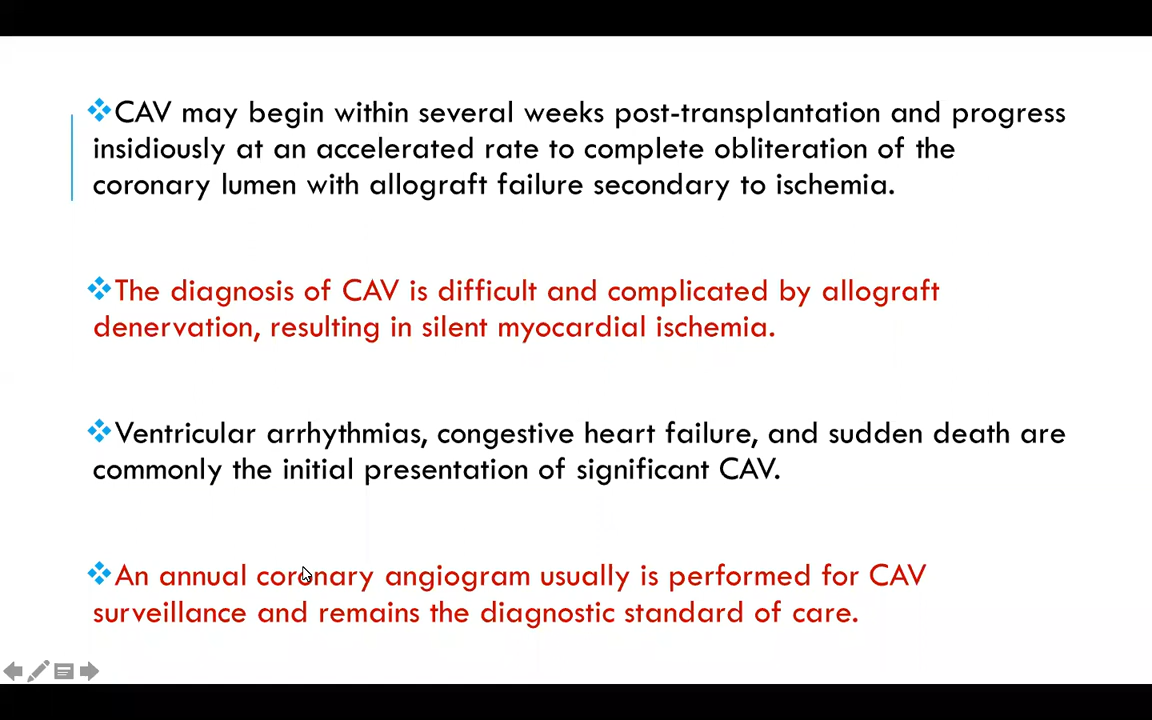 ❖CAV may begin within several weeks post-transplantation and progress
insidiously at an accelerated rate to complete obliteration of the
coronary lumen with allograft failure secondary to ischemia.
❖The diagnosis of CAV is difficult and complicated by allograft
denervation, resulting in silent myocardial ischemia.
❖Ventricular arrhythmias, congestive heart failure, and sudden death are
commonly the initial presentation of significant CAV.
❖An annual coronary angiogram usually is performed for CAV
surveillance and remains the diagnostic standard of care.